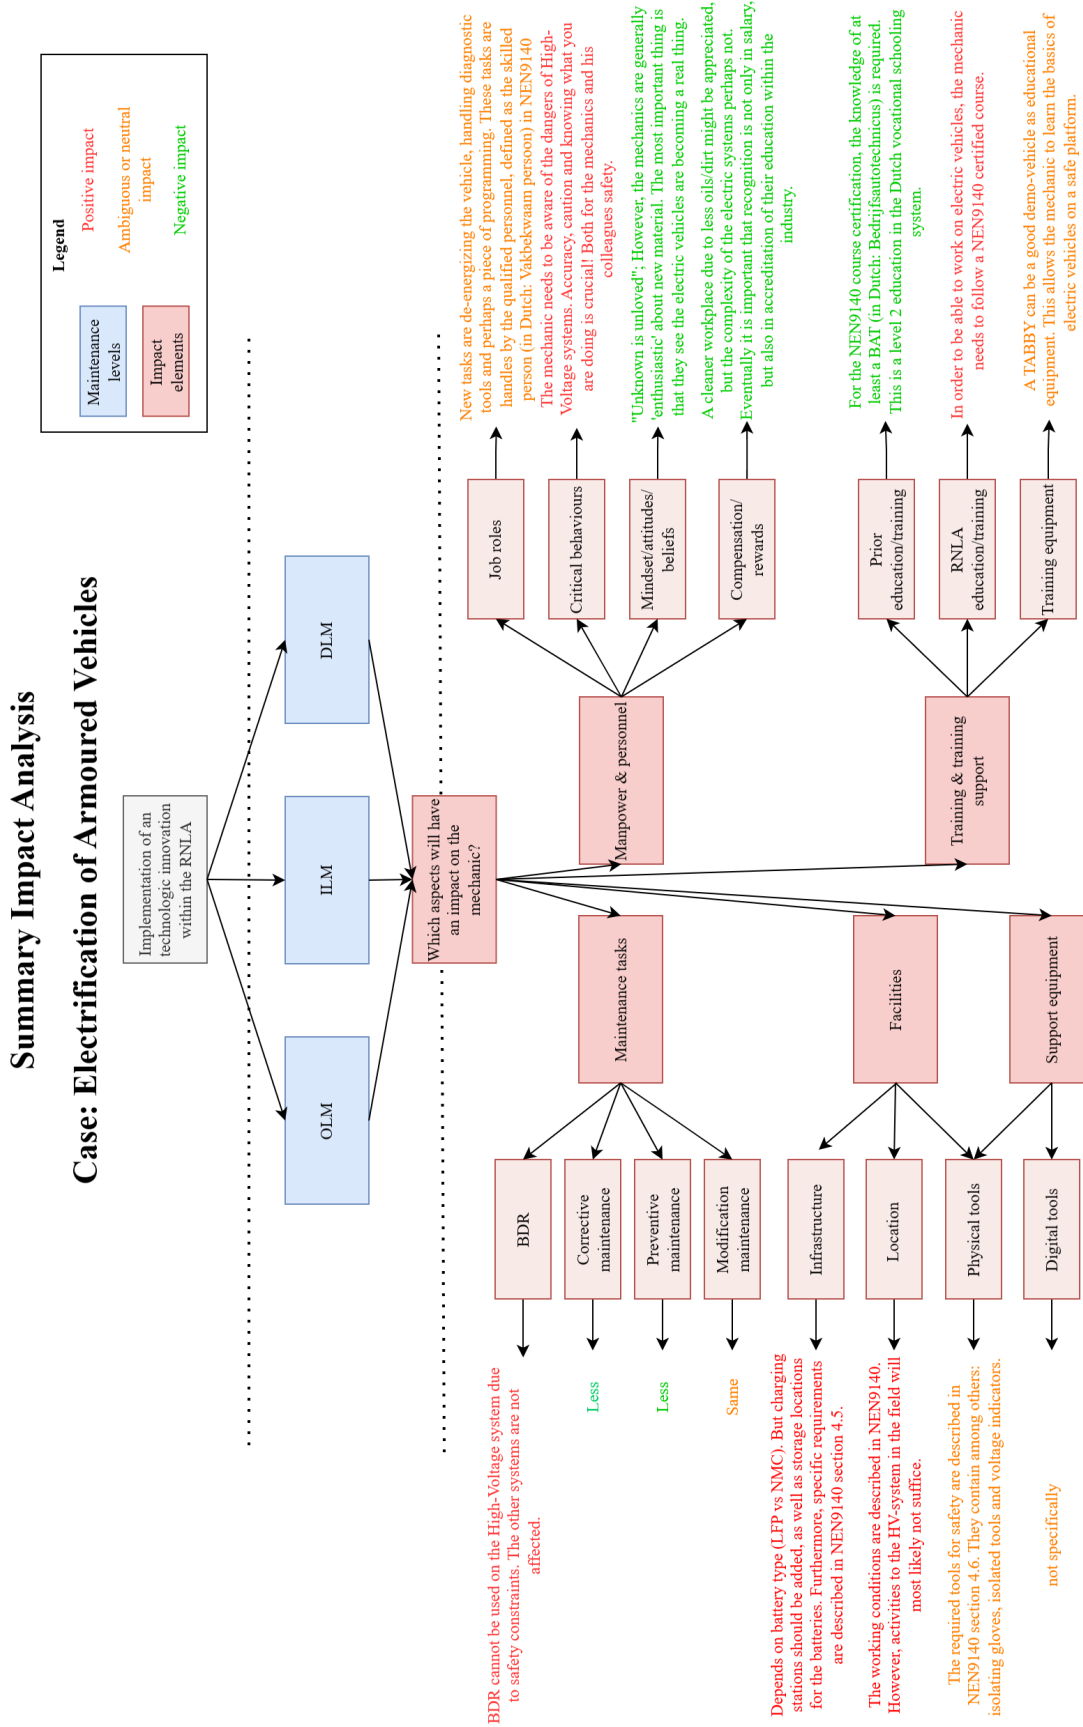 Summary Impact Analysis
Case: Electrification of Armoured Vehicles
Legend
Maintenance
levels
Impact
elements
Positive impact
Ambiguous or neutral
impact
Negative impact
Implementation of an
technologic innovation
within the RNLA
OLM
ILM
DLM
Which aspects will have
an impact on the
mechanic?
Maintenance tasks
Manpower & personnel
BDR
BDR cannot be used on the High-Voltage system due
to safety constraints. The other systems are not
affected.
Corrective
maintenance
Less
Preventive
maintenance
Less
Modification
maintenance
Same
Job roles
New tasks are de-energizing the vehicle, handling diagnostic
tools and perhaps a piece of programming. These tasks are
handles by the qualified personnel, defined as the skilled
person (in Dutch: Vakbekwaam persoon) in NEN9140
Critical behaviours
The mechanic needs to be aware of the dangers of High-
Voltage systems. Accuracy, caution and knowing what you
are doing is crucial! Both for the mechanics and his
colleagues safety.
Mindset/attitudes/
beliefs
"Unknown is unloved"; However, the mechanics are generally
'enthusiastic' about new material. The most important thing is
that they see the electric vehicles are becoming a real thing.
Compensation/
rewards
A cleaner workplace due to less oils/dirt might be appreciated,
but the complexity of the electric systems perhaps not.
Eventually it is important that recognition is not only in salary,
but also in accreditation of their education within the
industry.
Facilities
Training & training
support
Infrastructure
Depends on battery type (LFP vs NMC). But charging
stations should be added, as well as storage locations
for the batteries. Furthermore, specific requirements
are described in NEN9140 section 4.5.
Location
The working conditions are described in NEN9140.
However, activities to the HV-system in the field will
most likely not suffice.
Physical tools
The required tools for safety are described in
NEN9140 section 4.6. They contain among others:
isolating gloves, isolated tools and voltage indicators.
Support equipment
Digital tools
not specifically
Prior
education/training
For the NEN9140 course certification, the knowledge of at
least a BAT (in Dutch: Bedrijfsautotechnicus) is required.
This is a level 2 education in the Dutch vocational schooling
system.
RNLA
education/training
In order to be able to work on electric vehicles, the mechanic
needs to follow a NEN9140 certified course.
Training equipment
A TABBY can be a good demo-vehicle as educational
equipment. This allows the mechanic to learn the basics of
electric vehicles on a safe platform.